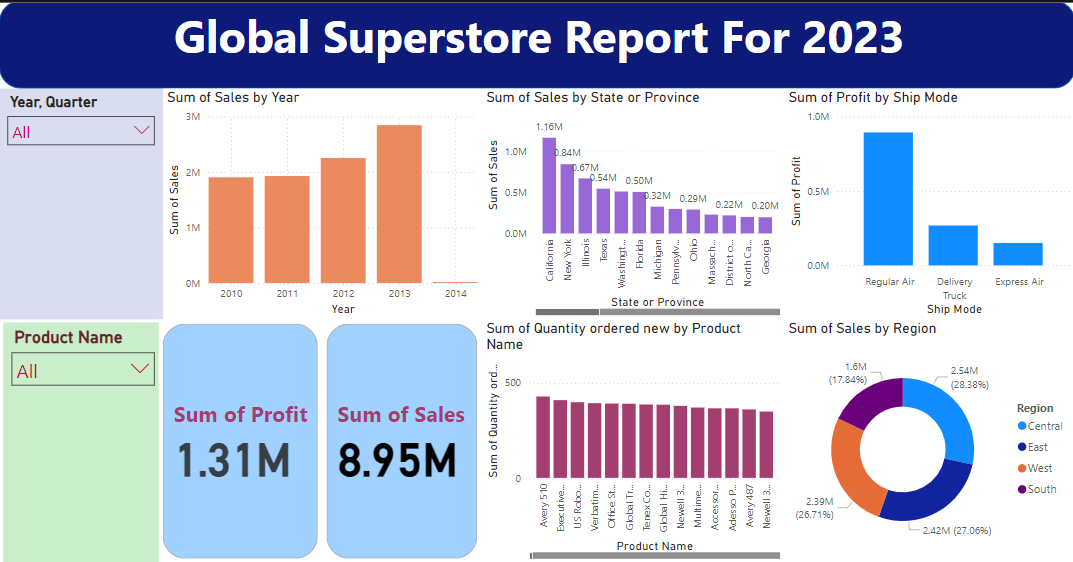 Global Superstore Report For 2023
Year, Quarter
All
Sum of Sales by Year
3M
2M
1M
0M
Sum of Sales
2010
2011
2012
2013
2014
Year
Sum of Sales by State or Province
1.0M
0.5M
0.0M
Sum of Sales
1.16M
0.84M
0.67M
0.54M
0.50M
0.32M
0.29M
0.22M
0.20M
California
New York
Illinois
Texas
Washingt...
Florida
Michigan
Pennsylv...
Ohio
Massach...
District o...
North Ca...
Georgia
State or Province
Sum of Profit by Ship Mode
1.0M
0.5M
0.0M
Sum of Profit
Regular Air
Delivery
Truck
Express Air
Ship Mode
Product Name
All
Sum of Profit
1.31M
Sum of Sales
8.95M
Sum of Quantity ordered new by Product
Name
500
0
Sum of Quantity ord...
Avery 510
Executive...
US Robo...
Verbatim...
Office St...
Global Tr...
Tenex Co...
Global Hi...
Newell 3...
Multime...
Accessor...
Adesso P...
Avery 487
Newell 3...
Product Name
Sum of Sales by Region
1.6M
(17.84%)
2.54M
(28.38%)
2.39M
(26.71%)
2.42M (27.06%)
Region
Central
East
West
South